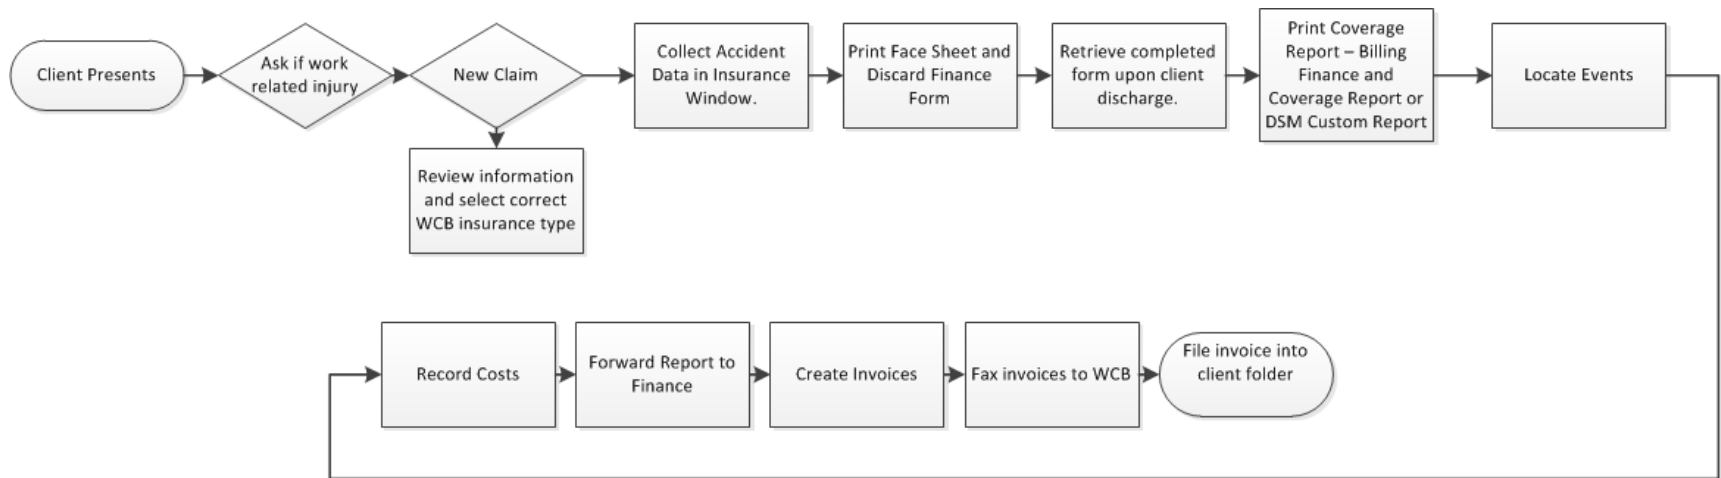 Client Presents
Ask if work
related injury
New Claim
Collect Accident
Data in Insurance
Window.
Print Face Sheet and
Discard Finance
Form
Retrieve completed
form upon client
discharge.
Print Coverage
Report – Billing
Finance and
Coverage Report or
DSM Custom Report
Locate Events
Review information
and select correct
WCB insurance type
Record Costs
Forward Report to
Finance
Create Invoices
Fax invoices to WCB
File invoice into
client folder